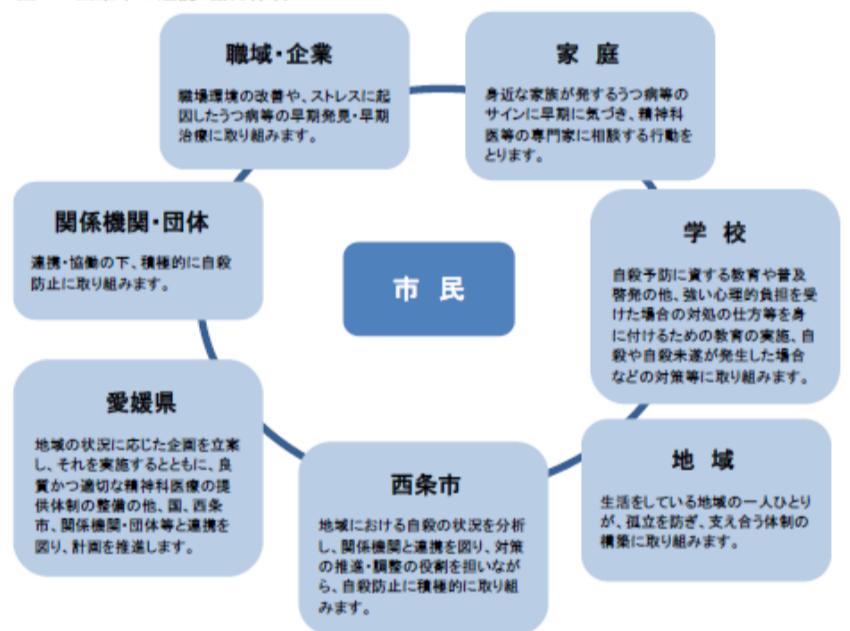 職域・企業
職場環境の改善や、ストレスに起
因したうつ病等の早期発見・早期
治療に取り組みます。
家 庭
身近な家族が発するうつ病等の
サインに早期に気づき、精神科
医等の専門家に相談する行動を
とります。
関係機関・団体
連携・協働の下、積極的に自殺
防止に取り組みます。
市 民
学 校
自殺予防に資する教育や普及
啓発の他、強い心理的負担を受
けた場合の対処の仕方等を身
に付けるための教育の実施、自
殺や自殺未遂が発生した場合
などの対策等に取り組みます。
愛媛県
地域の状況に応じた企画を立案
し、それを実施するとともに、良
質かつ適切な精神科医療の提
供体制の整備の他、国、西条
市、関係機関・団体等と連携を
図り、計画を推進します。
西条市
地域における自殺の状況を分析
し、関係機関と連携を図り、対策
の推進・調整の役割を担いなが
ら、自殺防止に積極的に取り組
みます。
地 域
生活をしている地域の一人ひとり
が、孤立を防ぎ、支え合う体制の
構築に取り組みます。